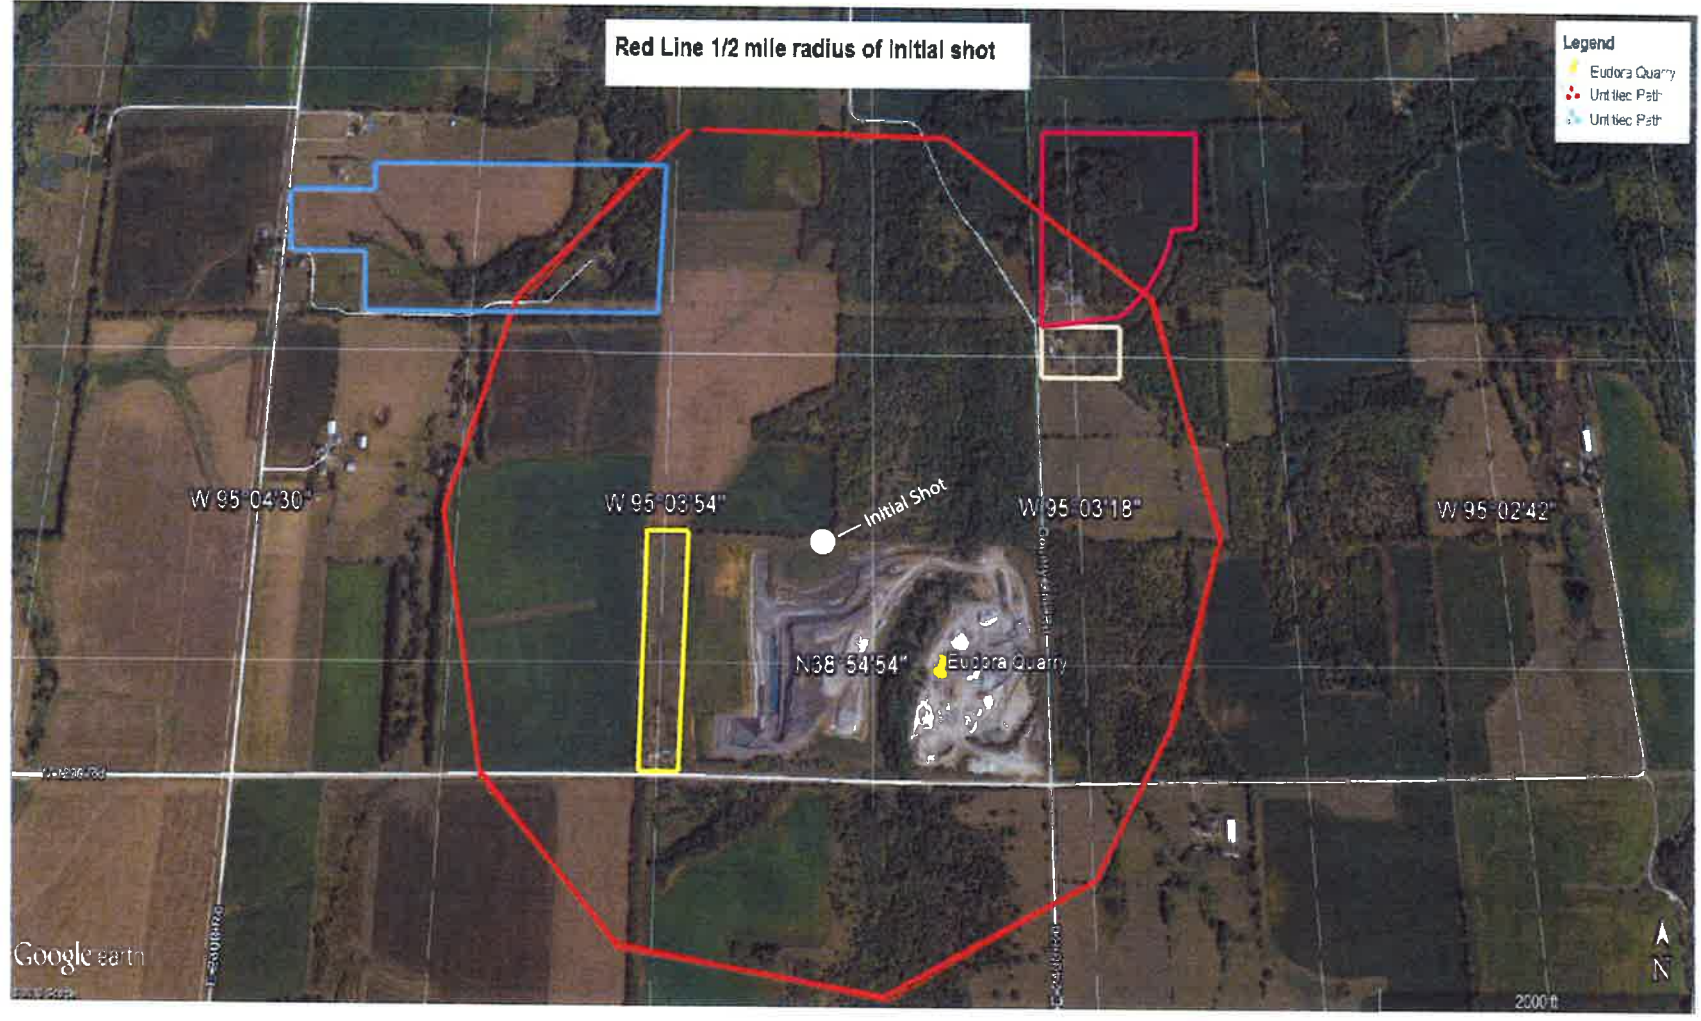 Red Line 1/2 mile radius of initial shot
Legend
Eudora Quarry
Untitled Path
Untitled Path
Initial Shot
W 95°04'30"
W 95°03'54"
W 95°03'18"
W 95°02'42"
N38°54'54"
Eudora Quarry
Google earth
N
2000 ft